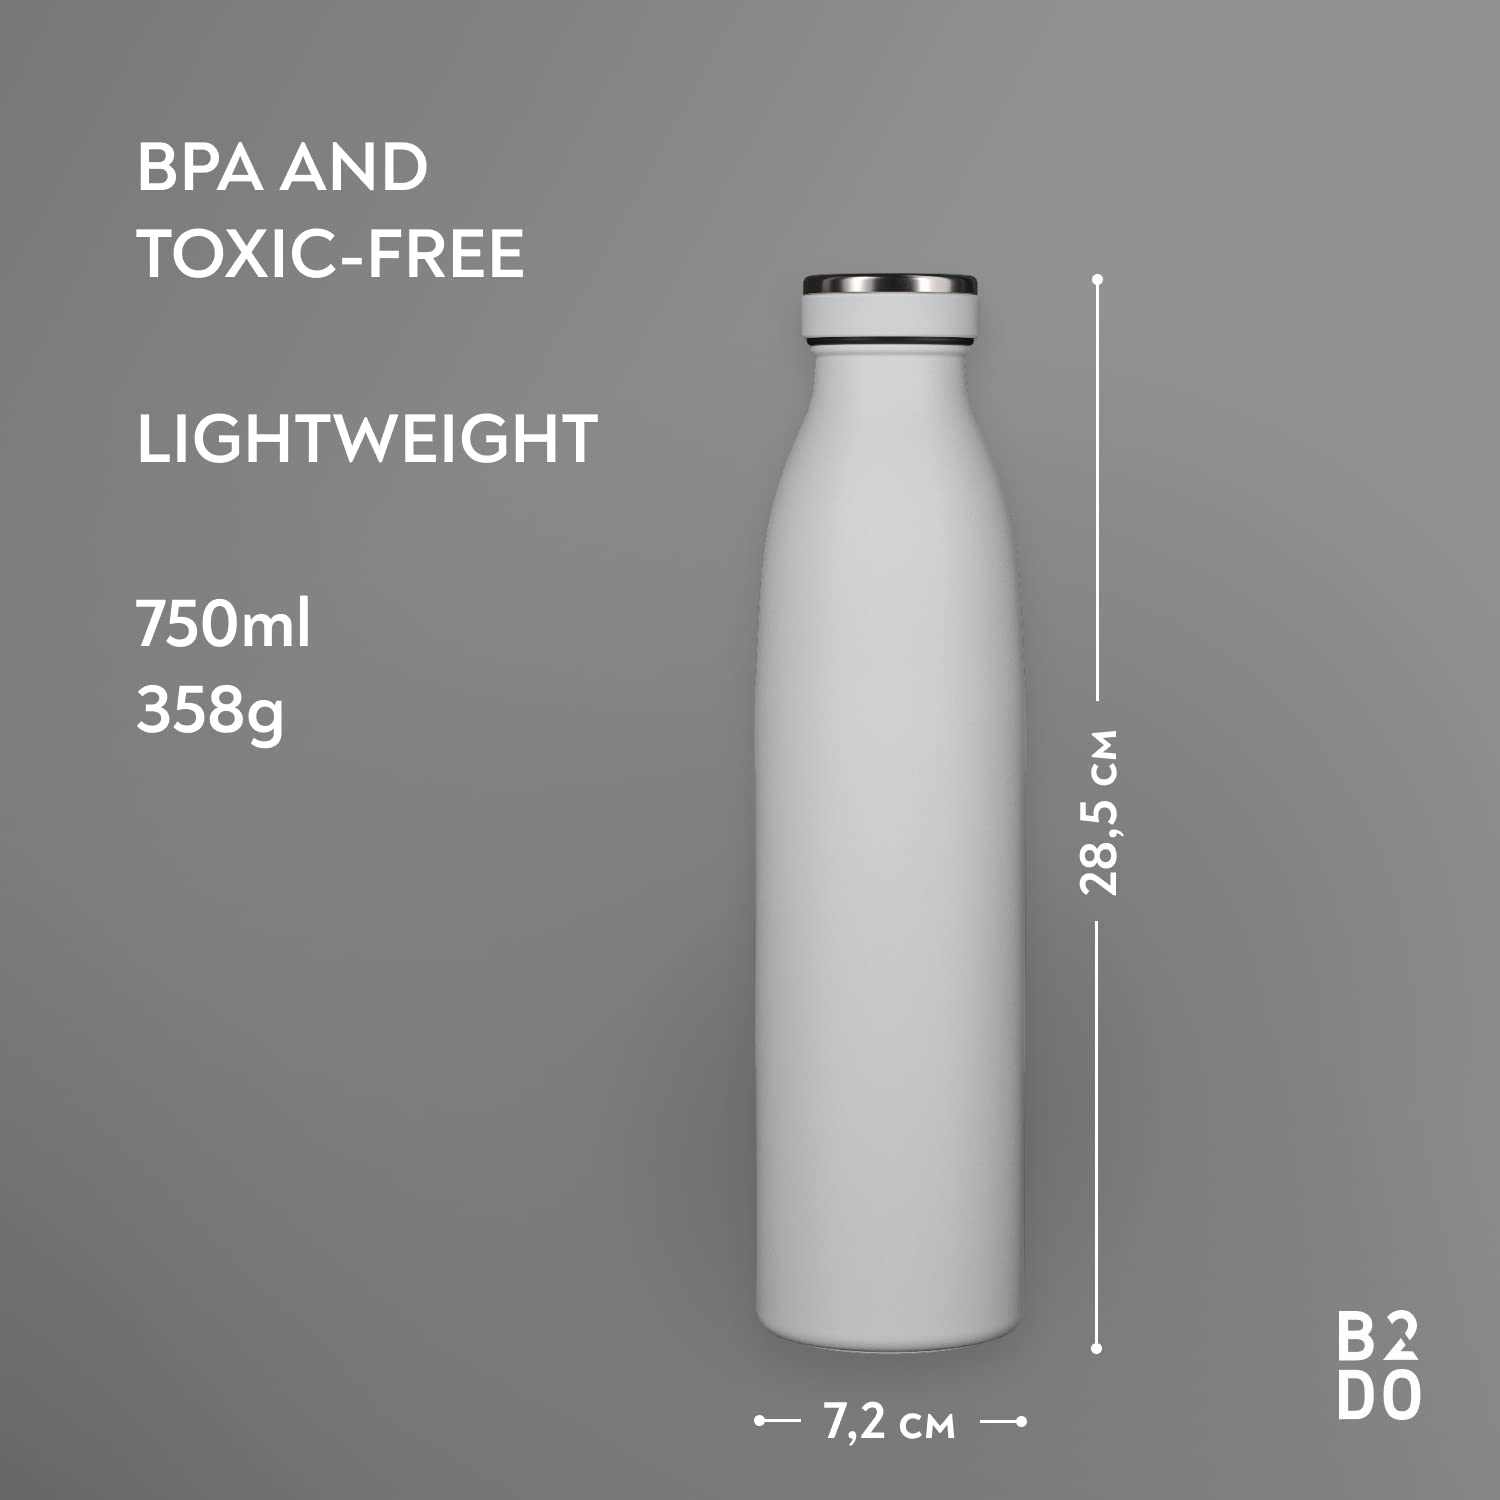 BPA AND
TOXIC-FREE
LIGHTWEIGHT
750ml
358g
28,5 см
7,2 см
B2
DO